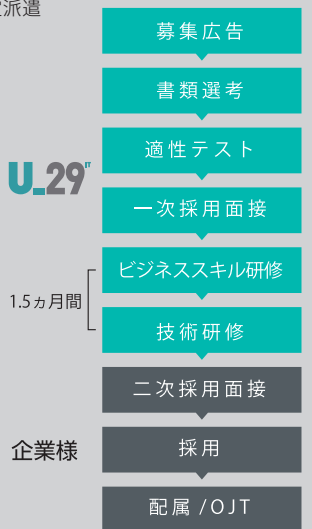 派遣
募集広告
書類選考
適性テスト
一次採用面接
U 29
ビジネススキル研修
技術研修
1.5ヵ月間
二次採用面接
採用
配属 /OJT
企業様